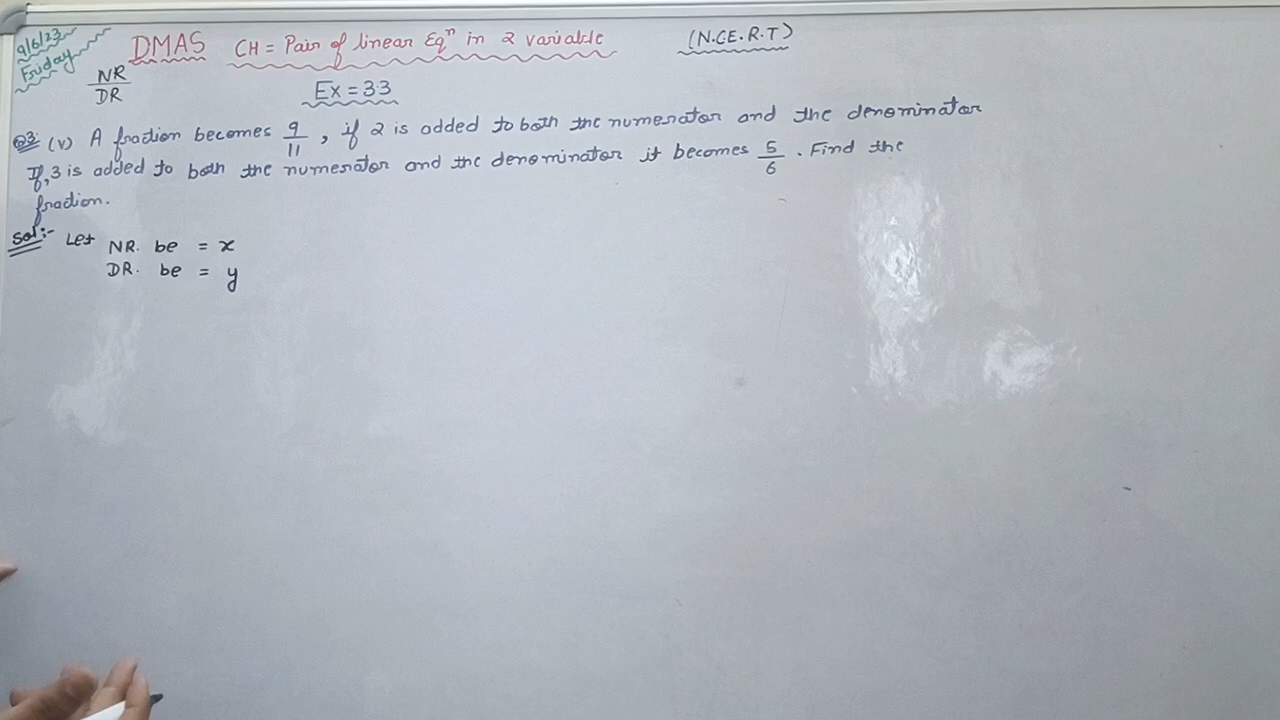 9/6/23
Friday
DMAS CH = Pair of linear Eqⁿ in 2 variable (N.CE.R.T)
NR
DR
Ex = 3.3
Q3: (v) A fraction becomes 9/11, if 2 is added to both the numerator and the denominator
If, 3 is added to both the numerator and the denominator it becomes 5/6. Find the
fraction.
Sol:- Let NR. be = x
DR. be = y